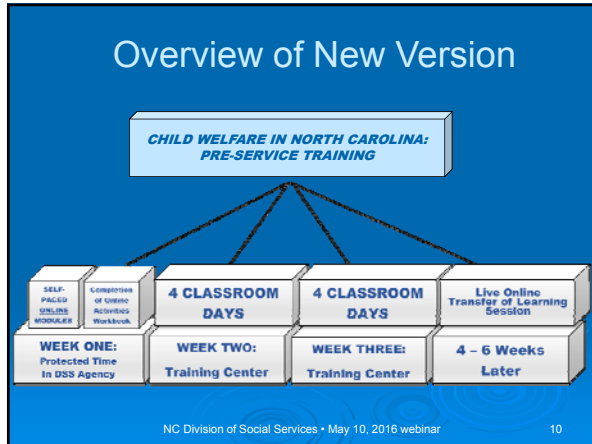 Overview of New Version
CHILD WELFARE IN NORTH CAROLINA:
PRE-SERVICE TRAINING
SELF-
PACED
ONLINE
MODULES
Completion
of Online
Activities
Workbook
4 CLASSROOM
DAYS
4 CLASSROOM
DAYS
Live Online
Transfer of Learning
Session
WEEK ONE:
Protected Time
In DSS Agency
WEEK TWO:
Training Center
WEEK THREE:
Training Center
4 – 6 Weeks
Later
NC Division of Social Services • May 10, 2016 webinar
10